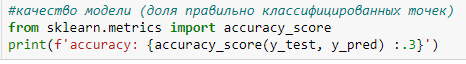 #качество модели (доля правильно классифицированных точек)
from sklearn.metrics import accuracy_score
print(f'accuracy: {accuracy_score(y_test, y_pred) :.3}')